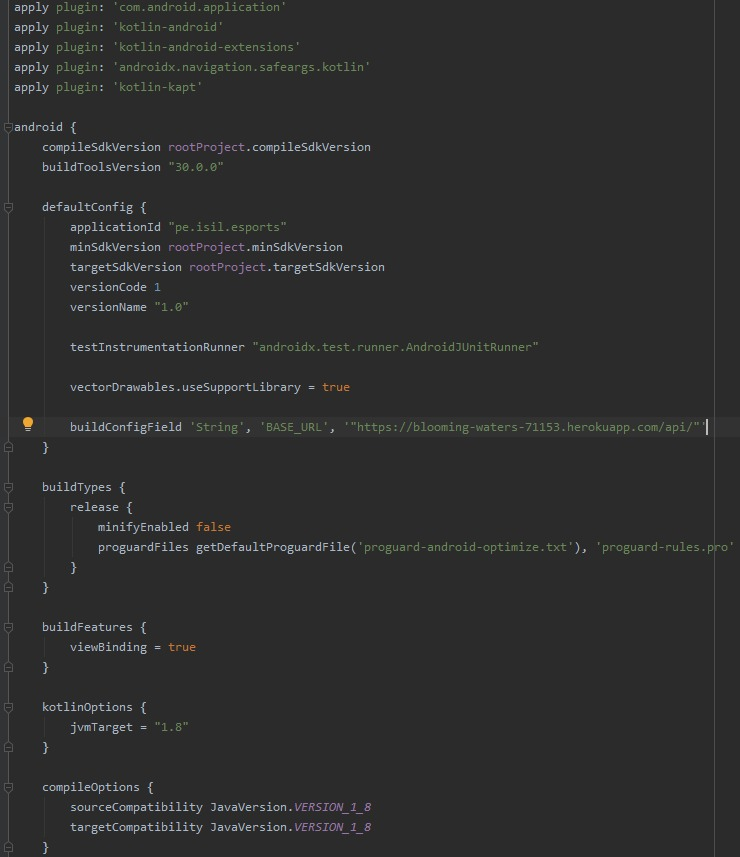 apply plugin: 'com.android.application'
apply plugin: 'kotlin-android'
apply plugin: 'kotlin-android-extensions'
apply plugin: 'androidx.navigation.safeargs.kotlin'
apply plugin: 'kotlin-kapt'

android {
    compileSdkVersion rootProject.compileSdkVersion
    buildToolsVersion "30.0.0"

    defaultConfig {
        applicationId "pe.isil.esports"
        minSdkVersion rootProject.minSdkVersion
        targetSdkVersion rootProject.targetSdkVersion
        versionCode 1
        versionName "1.0"

        testInstrumentationRunner "androidx.test.runner.AndroidJUnitRunner"

        vectorDrawables.useSupportLibrary = true

        buildConfigField 'String', 'BASE_URL', '"https://blooming-waters-71153.herokuapp.com/api/"'
    }

    buildTypes {
        release {
            minifyEnabled false
            proguardFiles getDefaultProguardFile('proguard-android-optimize.txt'), 'proguard-rules.pro'
        }
    }

    buildFeatures {
        viewBinding = true
    }

    kotlinOptions {
        jvmTarget = "1.8"
    }

    compileOptions {
        sourceCompatibility JavaVersion.VERSION_1_8
        targetCompatibility JavaVersion.VERSION_1_8
    }